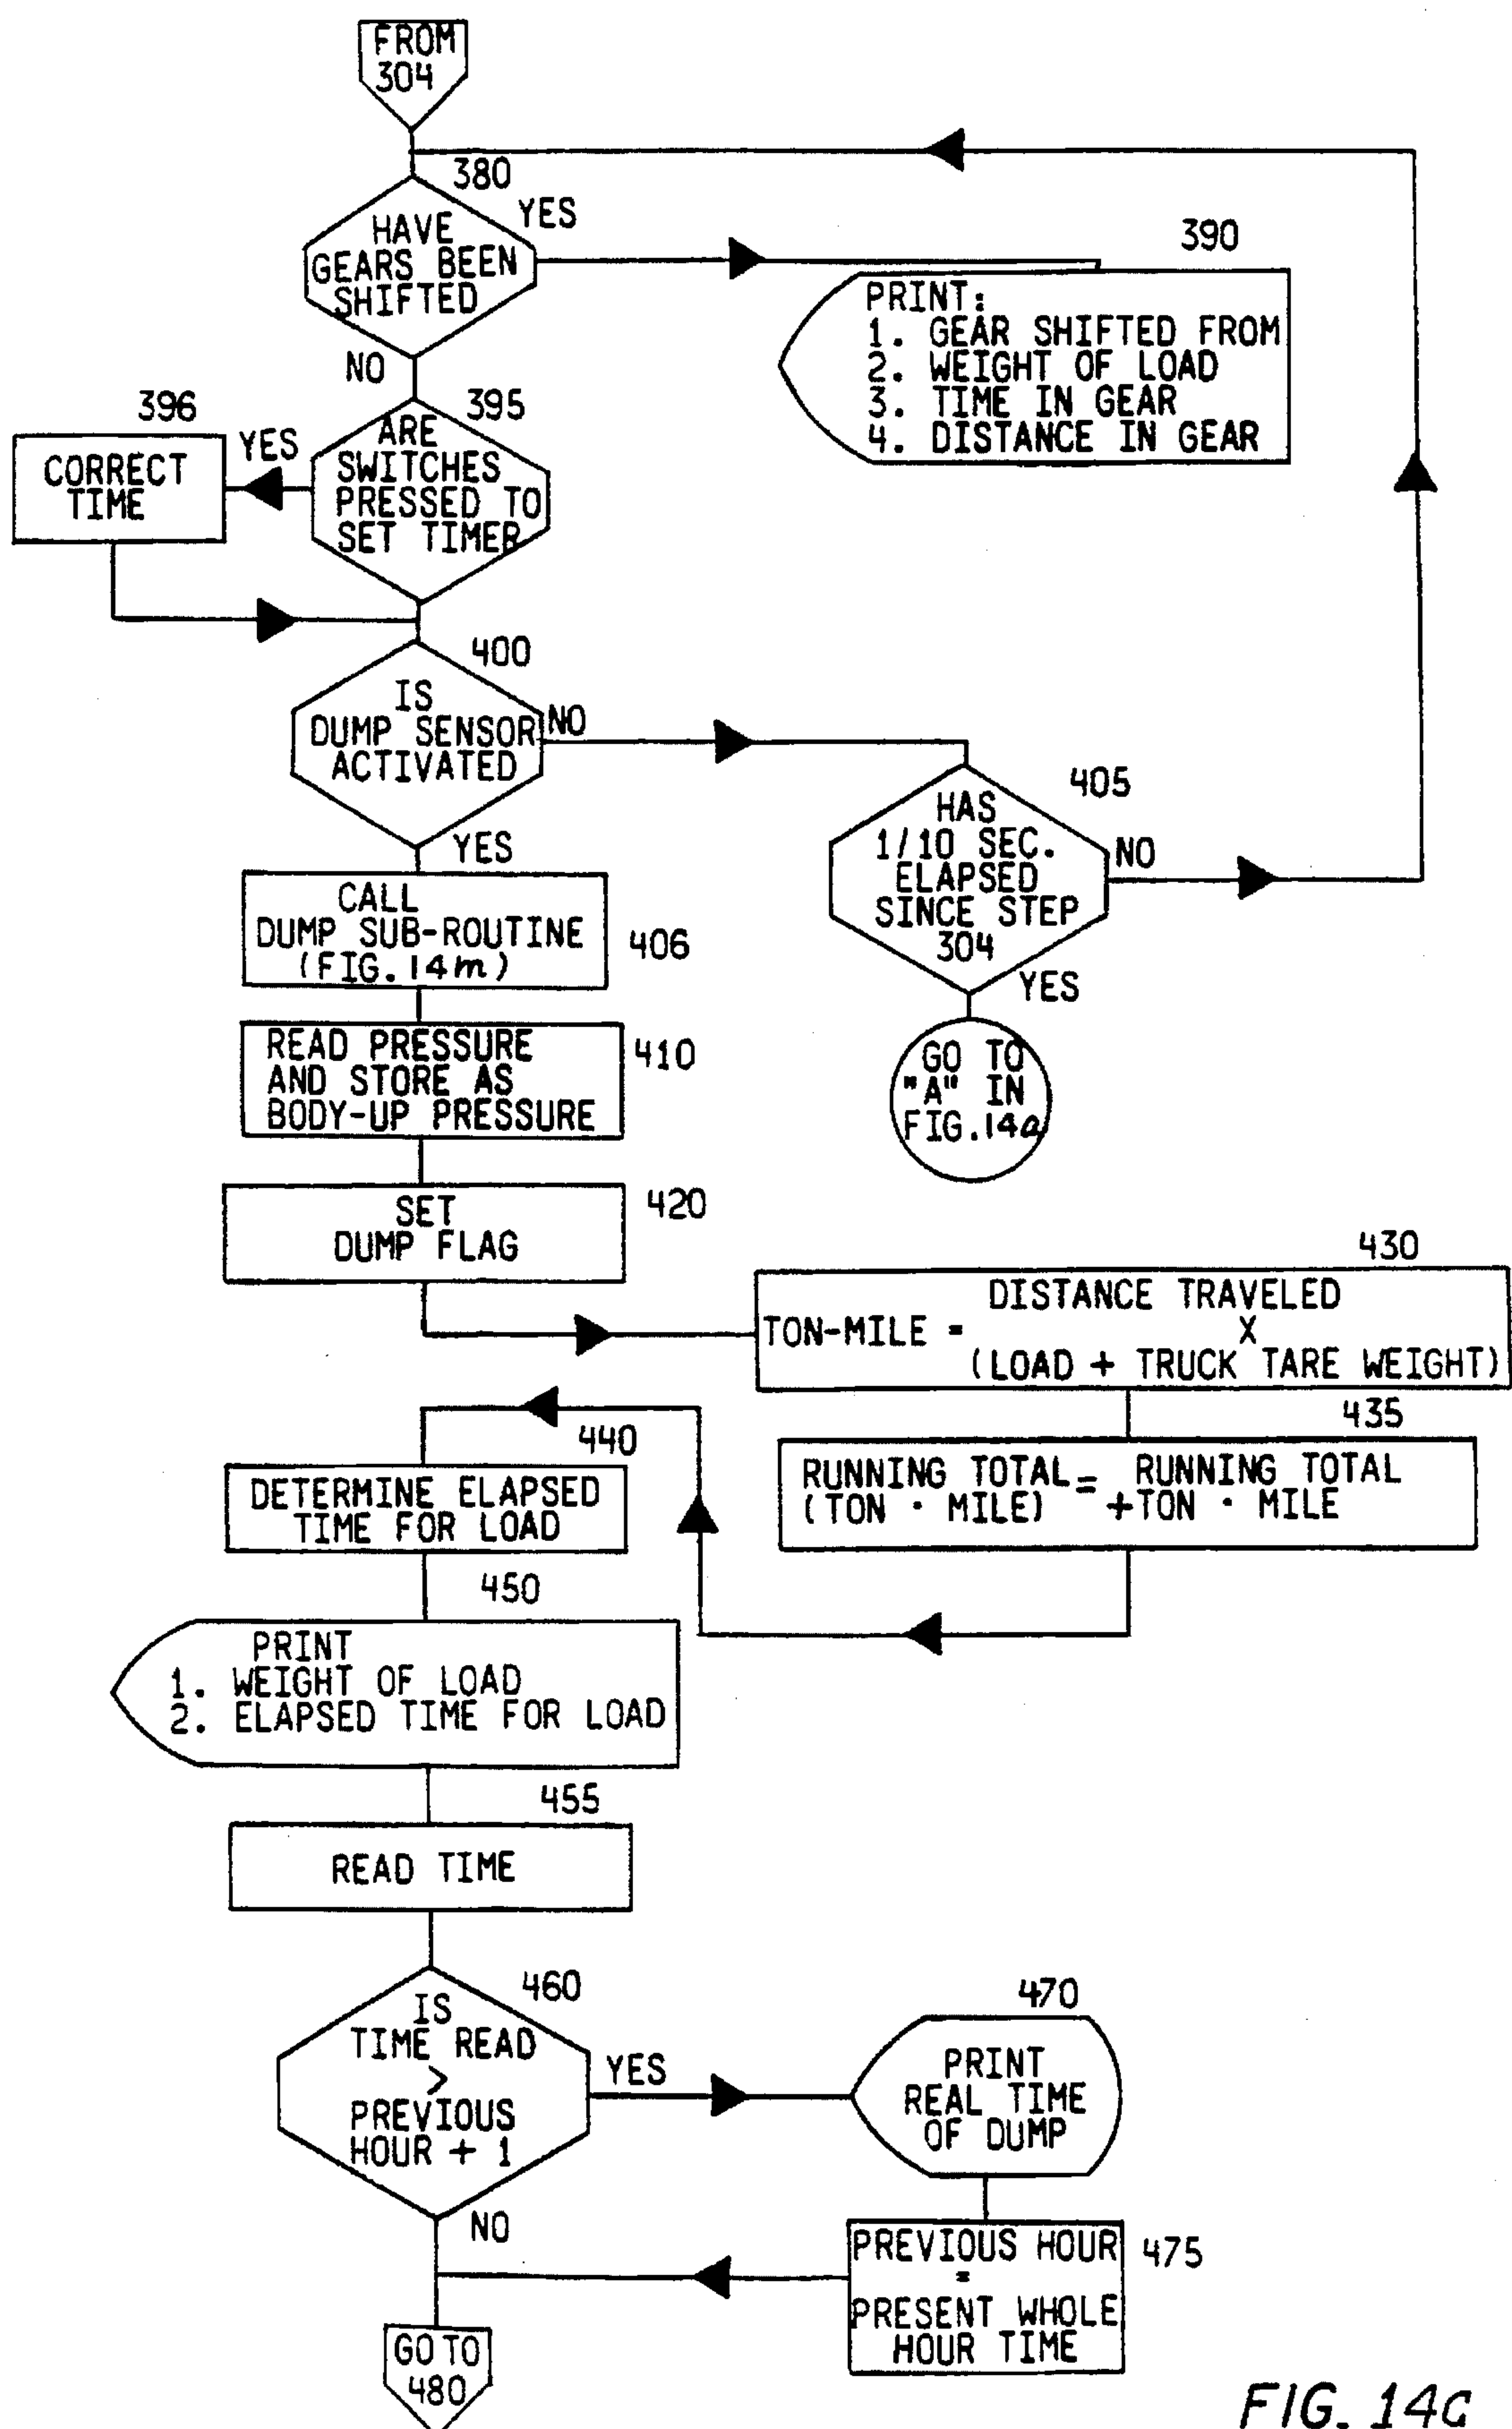 FROM
304
380
HAVE
GEARS BEEN
SHIFTED
YES
NO
390
PRINT:
1. GEAR SHIFTED FROM
2. WEIGHT OF LOAD
3. TIME IN GEAR
4. DISTANCE IN GEAR
395
ARE
SWITCHES
PRESSED TO
SET TIMER
YES
396
CORRECT
TIME
400
IS
DUMP SENSOR
ACTIVATED
NO
YES
405
HAS
1/10 SEC.
ELAPSED
SINCE STEP
304
NO
YES
GO TO
"A" IN
FIG. 14a
CALL
DUMP SUB-ROUTINE
(FIG. 14m)
406
READ PRESSURE
AND STORE AS
BODY-UP PRESSURE
410
SET
DUMP FLAG
420
430
DISTANCE TRAVELED
TON-MILE = X
(LOAD + TRUCK TARE WEIGHT)
435
RUNNING TOTAL = RUNNING TOTAL
(TON · MILE) +TON · MILE
440
DETERMINE ELAPSED
TIME FOR LOAD
450
PRINT
1. WEIGHT OF LOAD
2. ELAPSED TIME FOR LOAD
455
READ TIME
460
IS
TIME READ
>
PREVIOUS
HOUR + 1
YES
NO
470
PRINT
REAL TIME
OF DUMP
PREVIOUS HOUR
=
PRESENT WHOLE
HOUR TIME
475
GO TO
480
FIG. 14c